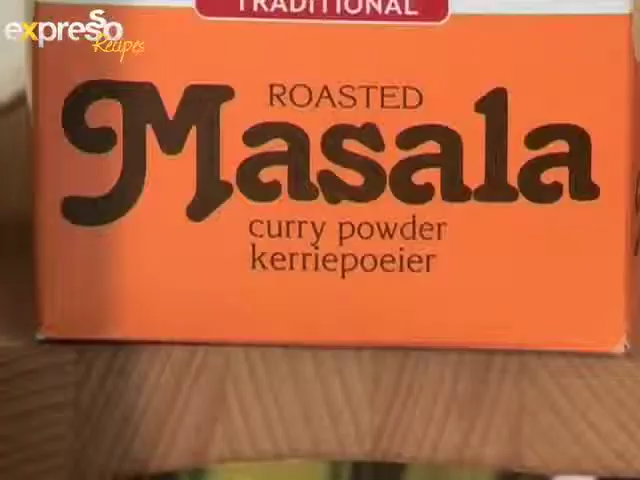 expresso
Recipes
TRADITIONAL
ROASTED
Masala
curry powder
kerriepoeier